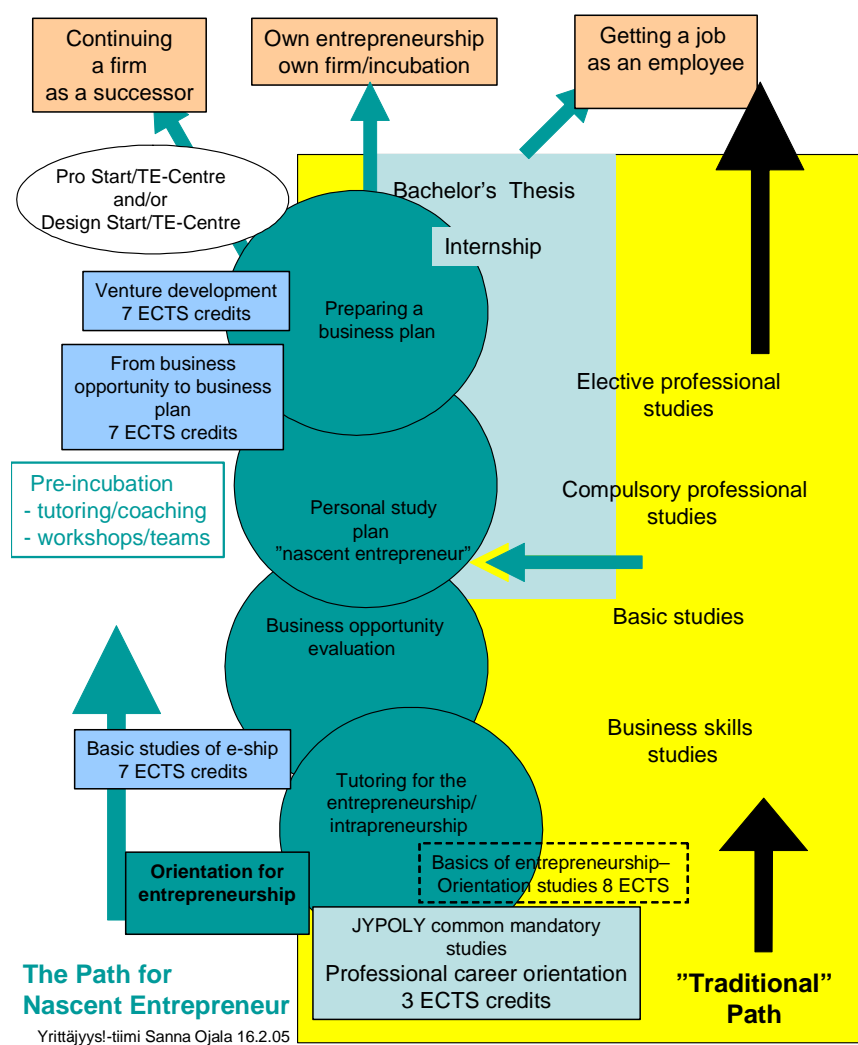 Continuing
a firm
as a successor
Own entrepreneurship
own firm/incubation
Getting a job
as an employee
Pro Start/TE-Centre
and/or
Design Start/TE-Centre
Bachelor's Thesis
Internship
Venture development
7 ECTS credits
Preparing a
business plan
From business
opportunity to business
plan
7 ECTS credits
Elective professional
studies
Pre-incubation
- tutoring/coaching
- workshops/teams
Personal study
plan
”nascent entrepreneur”
Compulsory professional
studies
Business opportunity
evaluation
Basic studies
Basic studies of e-ship
7 ECTS credits
Business skills
studies
Tutoring for the
entrepreneurship/
intrapreneurship
Orientation for
entrepreneurship
Basics of entrepreneurship–
Orientation studies 8 ECTS
JYPOLY common mandatory
studies
Professional career orientation
3 ECTS credits
The Path for
Nascent Entrepreneur
”Traditional”
Path
Yrittäjyys!-tiimi Sanna Ojala 16.2.05